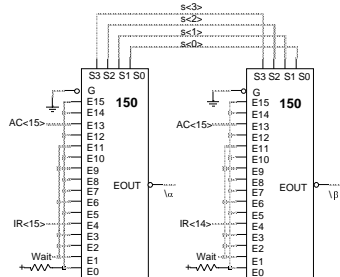 s<3>
s<2>
s<1>
s<0>
S3 S2 S1 S0
G
E15
E14
E13
E12
E11
E10
E9
E8
E7
E6
E5
E4
E3
E2
E1
E0
150
EOUT
\α
AC<15>
IR<15>
Wait
+
S3 S2 S1 S0
G
E15
E14
E13
E12
E11
E10
E9
E8
E7
E6
E5
E4
E3
E2
E1
E0
150
EOUT
\β
AC<15>
IR<14>
Wait
+